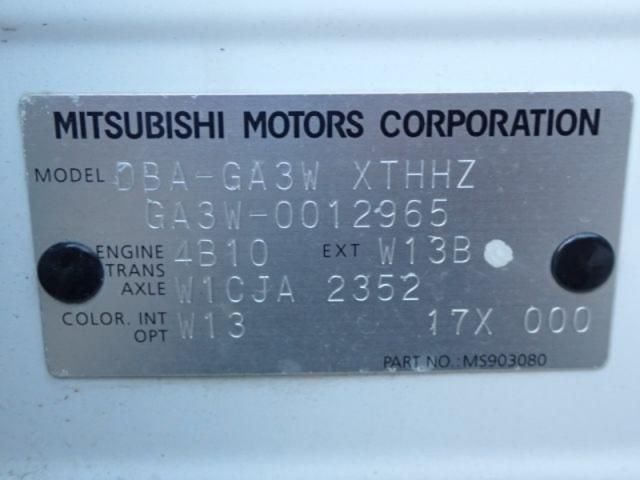 MITSUBISHI MOTORS CORPORATION
MODEL DBA-GA3W XTHHZ
GA3W-0012965
ENGINE 4B10 EXT W13B
TRANS
AXLE W1CJA 2352
COLOR. INT W13 17X 000
OPT
PART NO.: MS903080